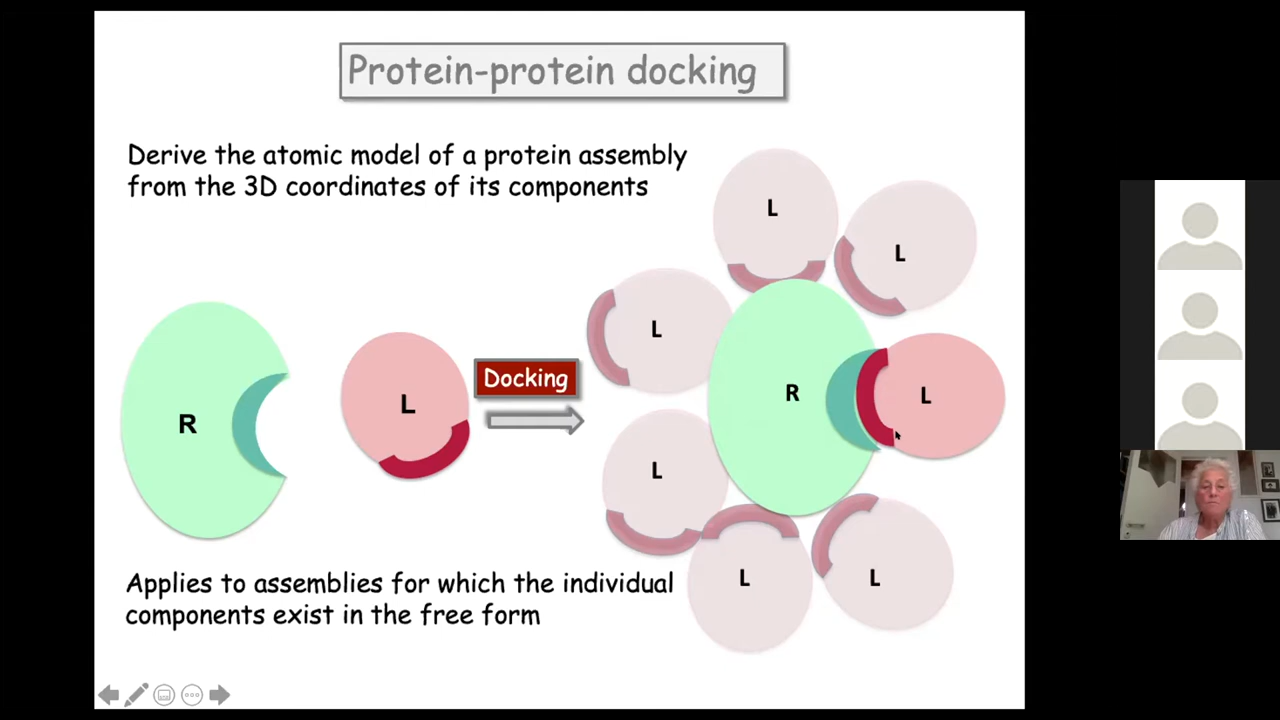 Protein-protein docking
Derive the atomic model of a protein assembly
from the 3D coordinates of its components
L
L
L
Docking
R
L
R
L
L
L
L
Applies to assemblies for which the individual
components exist in the free form